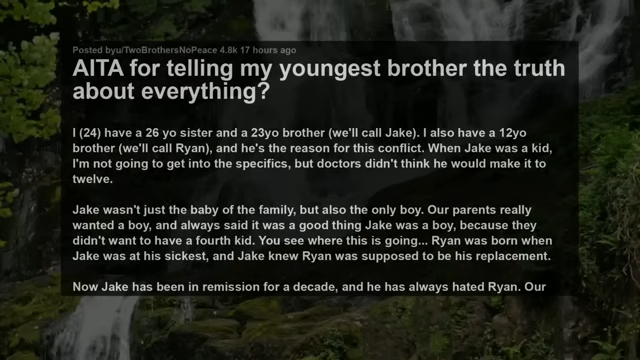 Posted byu/TwoBrothersNoPeace 4.8k 17 hours ago
AITA for telling my youngest brother the truth
about everything?
I (24) have a 26 yo sister and a 23yo brother (we'll call Jake). I also have a 12yo
brother (we'll call Ryan), and he's the reason for this conflict. When Jake was a kid,
I'm not going to get into the specifics, but doctors didn't think he would make it to
twelve.
Jake wasn't just the baby of the family, but also the only boy. Our parents really
wanted a boy, and always said it was a good thing Jake was a boy, because they
didn't want to have a fourth kid. You see where this is going... Ryan was born when
Jake was at his sickest, and Jake knew Ryan was supposed to be his replacement.
Now Jake has been in remission for a decade, and he has always hated Ryan. Our